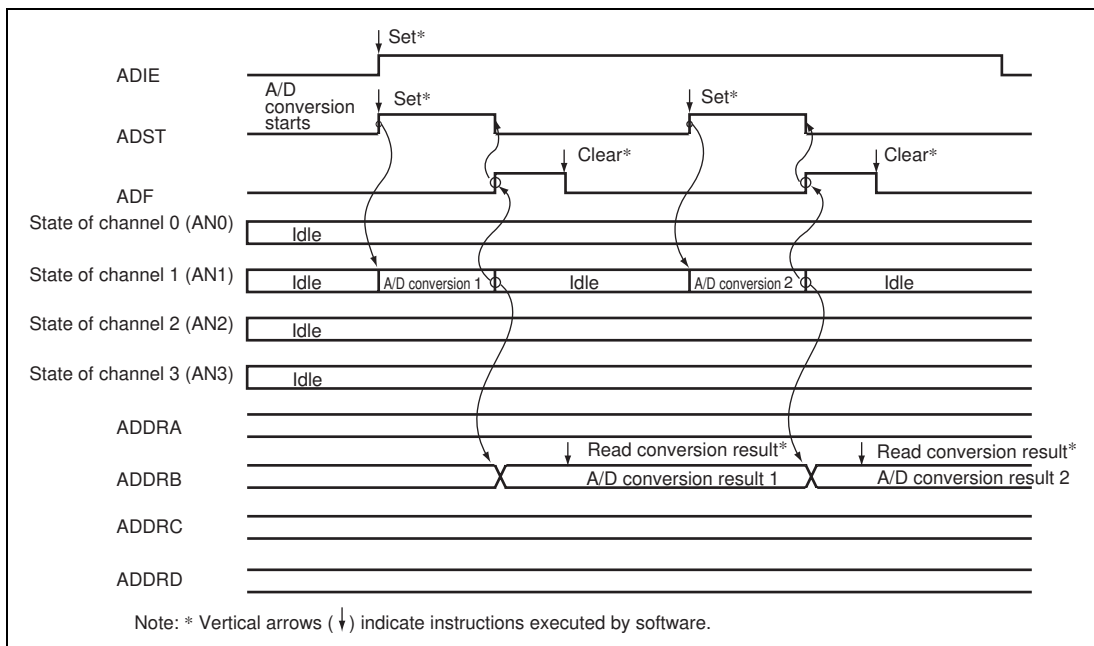 Set*
ADIE
A/D
conversion
starts
Set*
Set*
ADST
Clear*
Clear*
ADF
State of channel 0 (AN0)
Idle
State of channel 1 (AN1)
Idle
A/D conversion 1
Idle
A/D conversion 2
Idle
State of channel 2 (AN2)
Idle
State of channel 3 (AN3)
Idle
ADDRA
Read conversion result*
Read conversion result*
ADDRB
A/D conversion result 1
A/D conversion result 2
ADDRC
ADDRD
Note: * Vertical arrows (↓) indicate instructions executed by software.